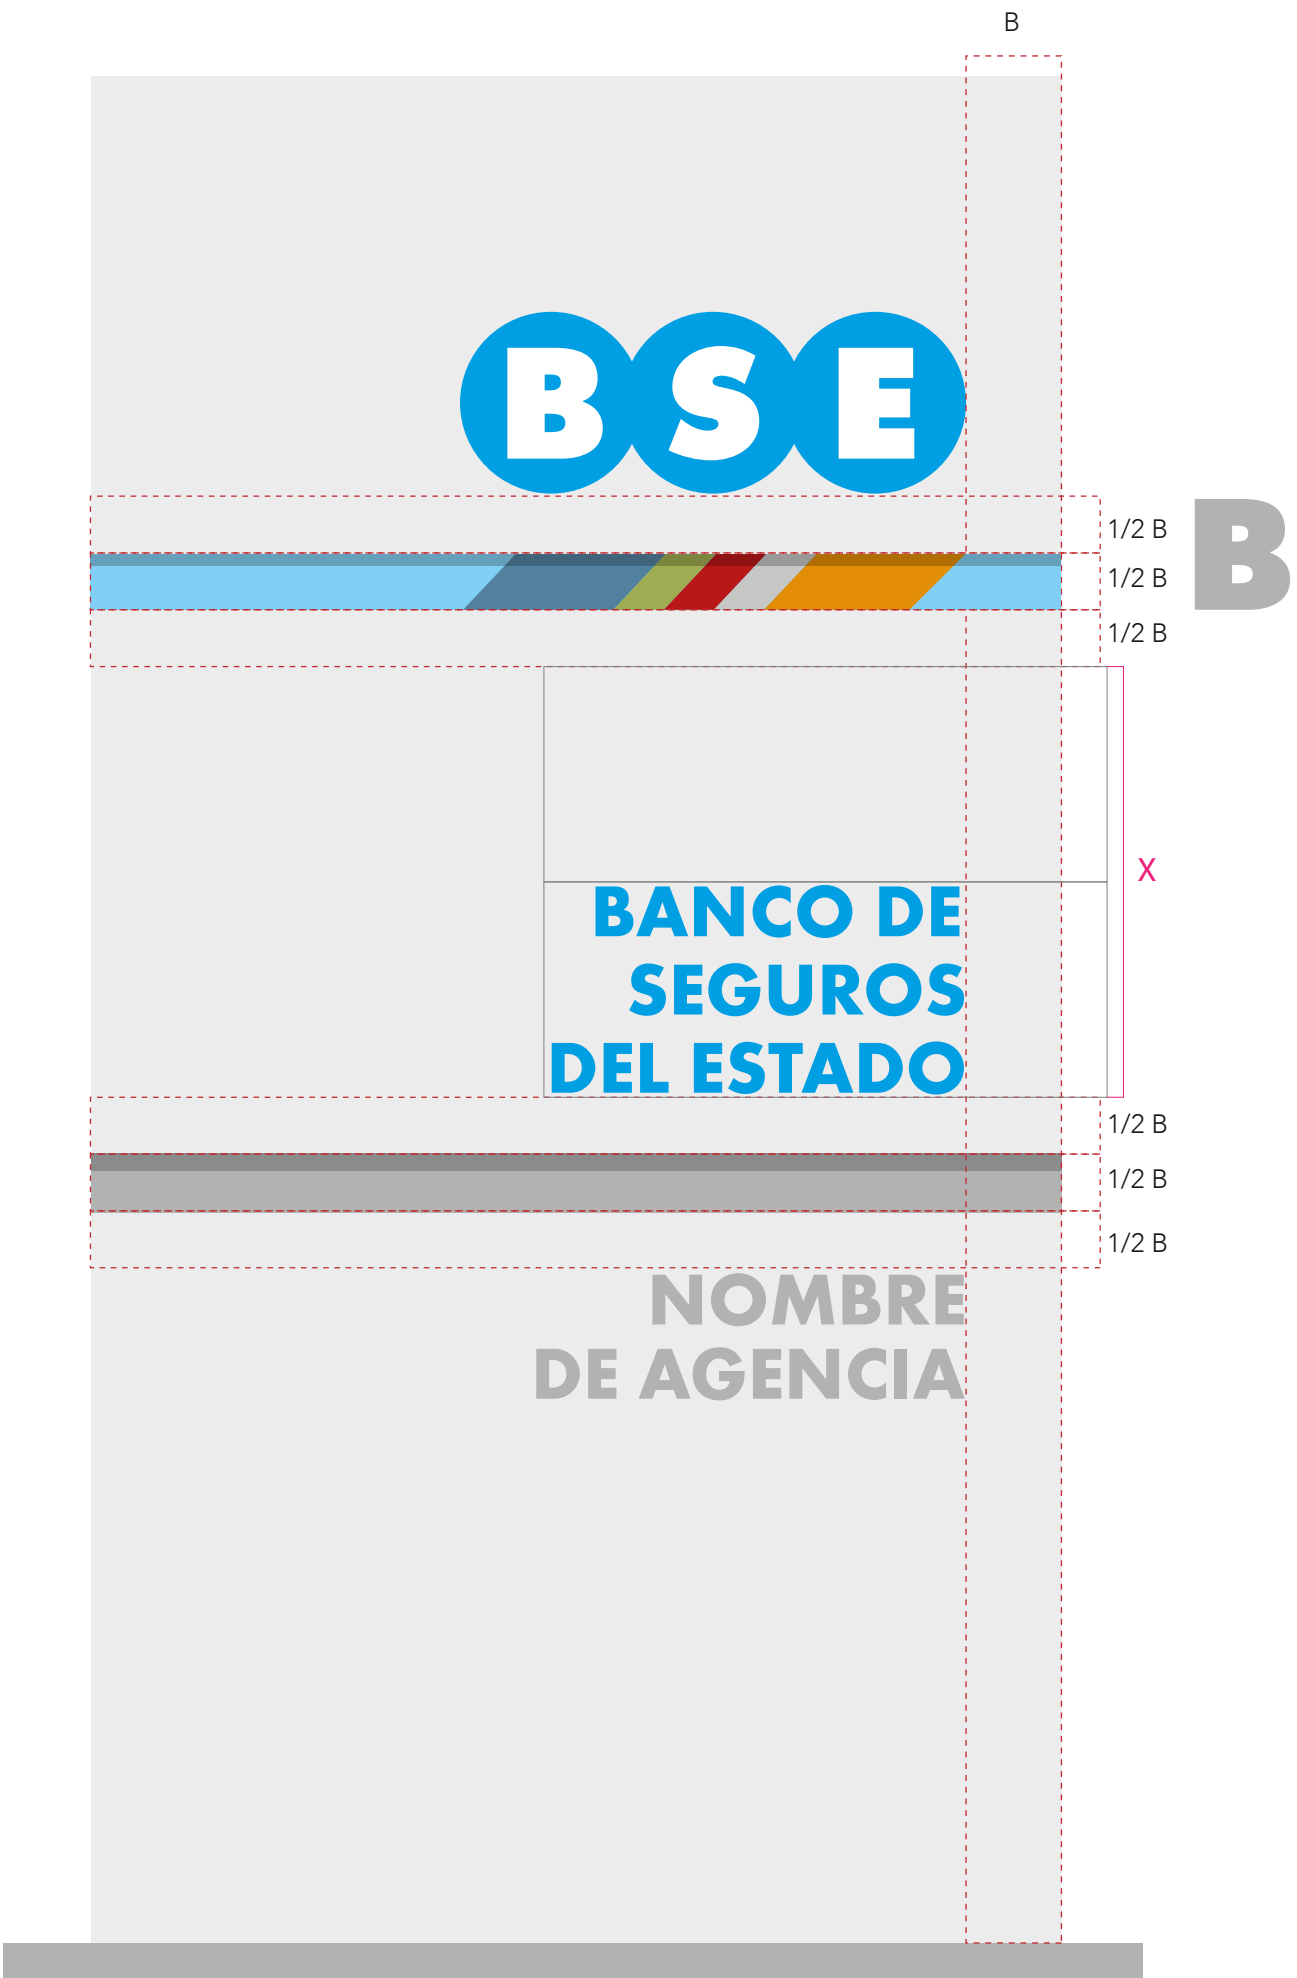 B
BSE
1/2 B
B
1/2 B
1/2 B
X
BANCO DE
SEGUROS
DEL ESTADO
1/2 B
1/2 B
1/2 B
NOMBRE
DE AGENCIA